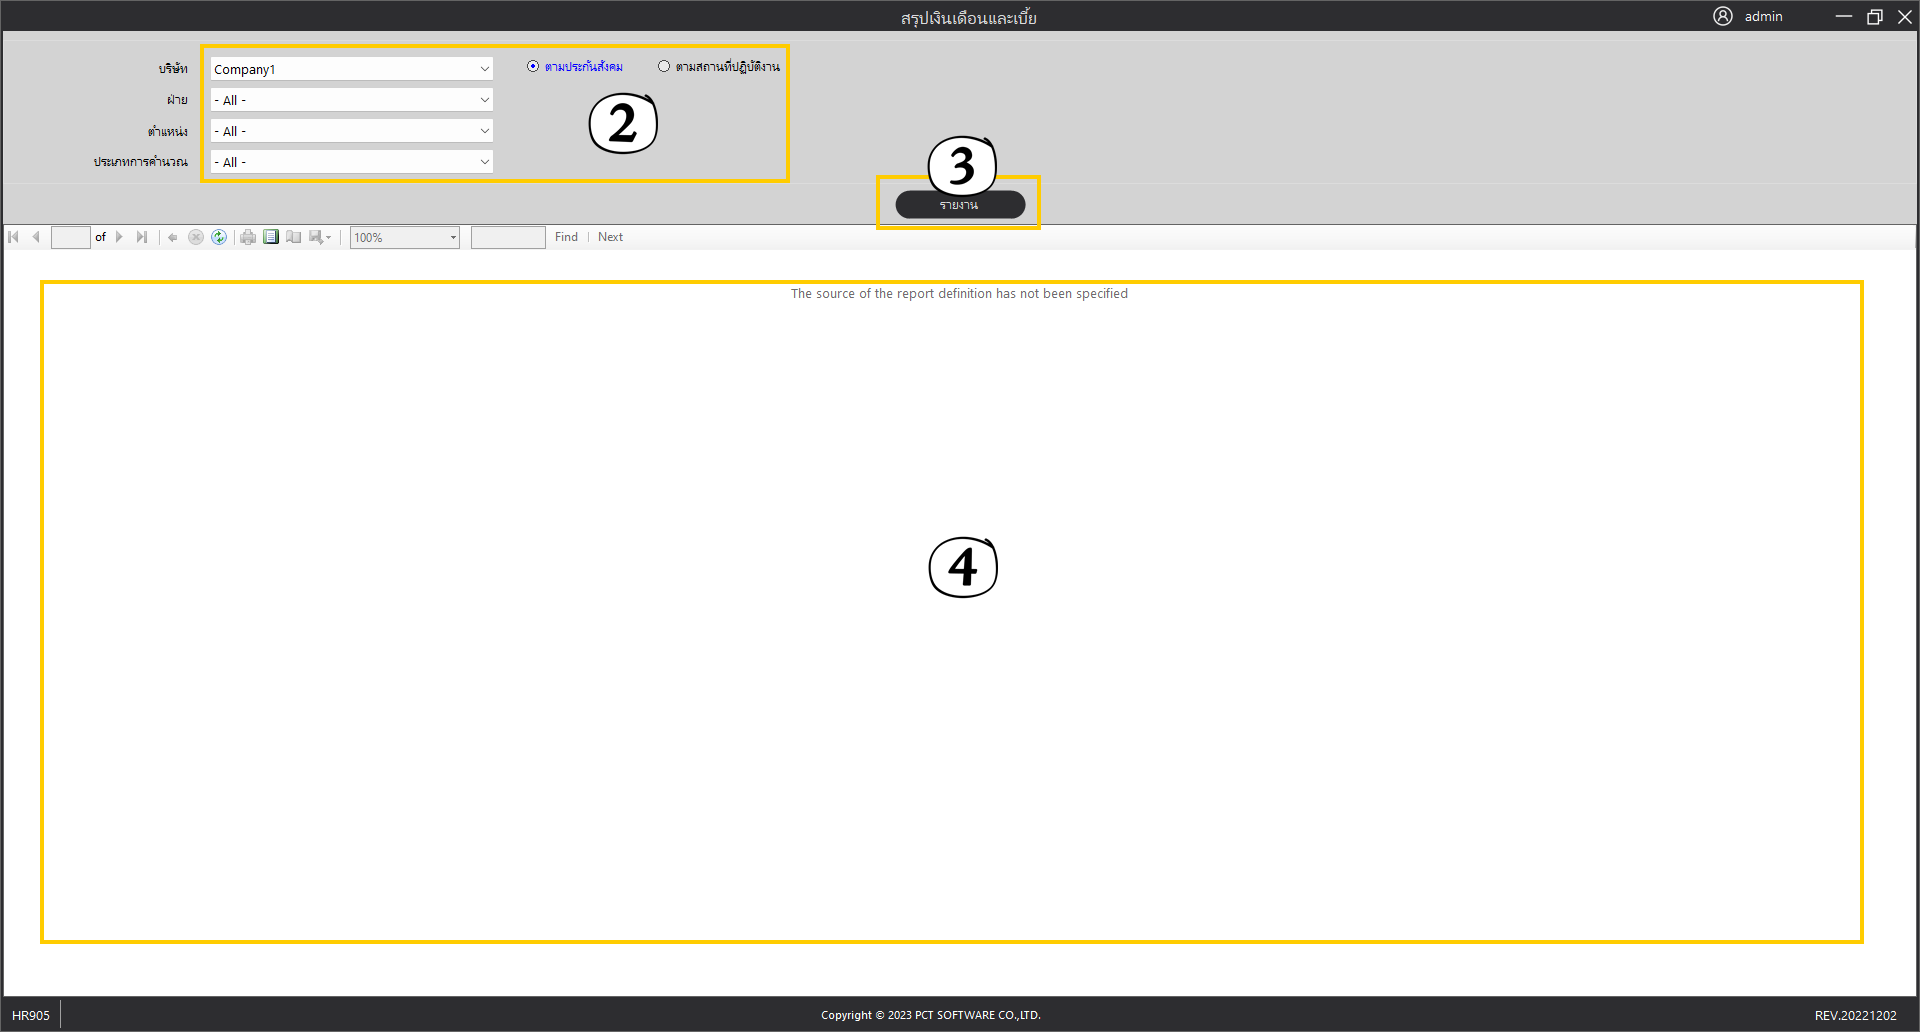 สรุปเงินเดือนและเบี้ย
admin
บริษัท Company1 ตามประกันสังคม ตามสถานที่ปฏิบัติงาน
ฝ่าย - All -
2
ตำแหน่ง - All -
ประเภทการคำนวณ - All -
3
รายงาน
of 100% Find Next
The source of the report definition has not been specified
4
HR905 Copyright © 2023 PCT SOFTWARE CO.,LTD. REV.20221202